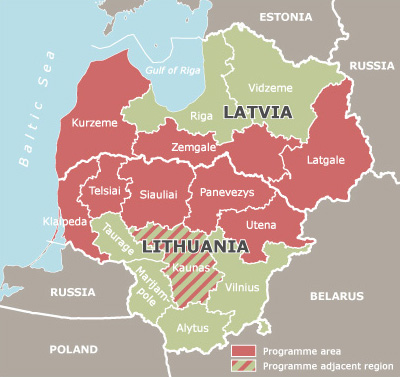 ESTONIA
Baltic Sea
Gulf of Riga
RUSSIA
Vidzeme
Riga
LATVIA
Kurzeme
Zemgale
Latgale
Telsiai
Siauliai
Panevezys
Klaipeda
Utena
Taurage
LITHUANIA
Kaunas
Marijam-
pole
Vilnius
RUSSIA
BELARUS
Alytus
POLAND
Programme area
Programme adjacent region